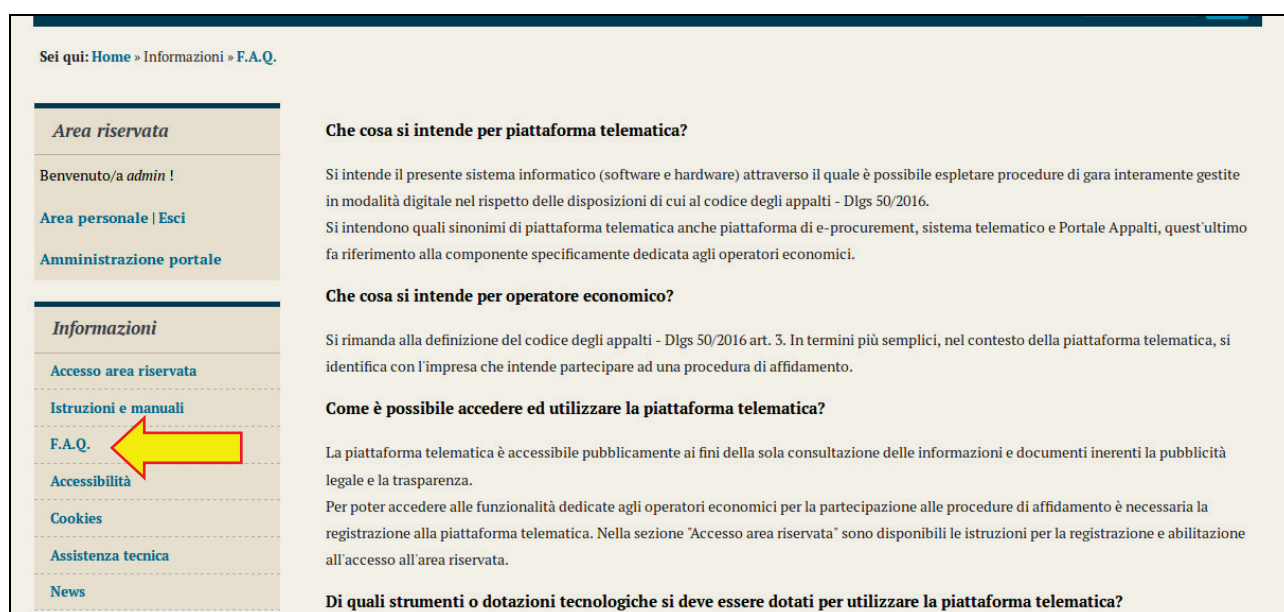 Sei qui: Home » Informazioni » F.A.Q.
Area riservata
Benvenuto/a admin !
Area personale | Esci
Amministrazione portale
Informazioni
Accesso area riservata
Istruzioni e manuali
F.A.Q.
Accessibilità
Cookies
Assistenza tecnica
News
Che cosa si intende per piattaforma telematica?
Si intende il presente sistema informatico (software e hardware) attraverso il quale è possibile espletare procedure di gara interamente gestite
in modalità digitale nel rispetto delle disposizioni di cui al codice degli appalti - Dlgs 50/2016.
Si intendono quali sinonimi di piattaforma telematica anche piattaforma di e-procurement, sistema telematico e Portale Appalti, quest'ultimo
fa riferimento alla componente specificamente dedicata agli operatori economici.
Che cosa si intende per operatore economico?
Si rimanda alla definizione del codice degli appalti - Dlgs 50/2016 art. 3. In termini più semplici, nel contesto della piattaforma telematica, si
identifica con l'impresa che intende partecipare ad una procedura di affidamento.
Come è possibile accedere ed utilizzare la piattaforma telematica?
La piattaforma telematica è accessibile pubblicamente ai fini della sola consultazione delle informazioni e documenti inerenti la pubblicità
legale e la trasparenza.
Per poter accedere alle funzionalità dedicate agli operatori economici per la partecipazione alle procedure di affidamento è necessaria la
registrazione alla piattaforma telematica. Nella sezione "Accesso area riservata" sono disponibili le istruzioni per la registrazione e abilitazione
all'accesso all'area riservata.
Di quali strumenti o dotazioni tecnologiche si deve essere dotati per utilizzare la piattaforma telematica?